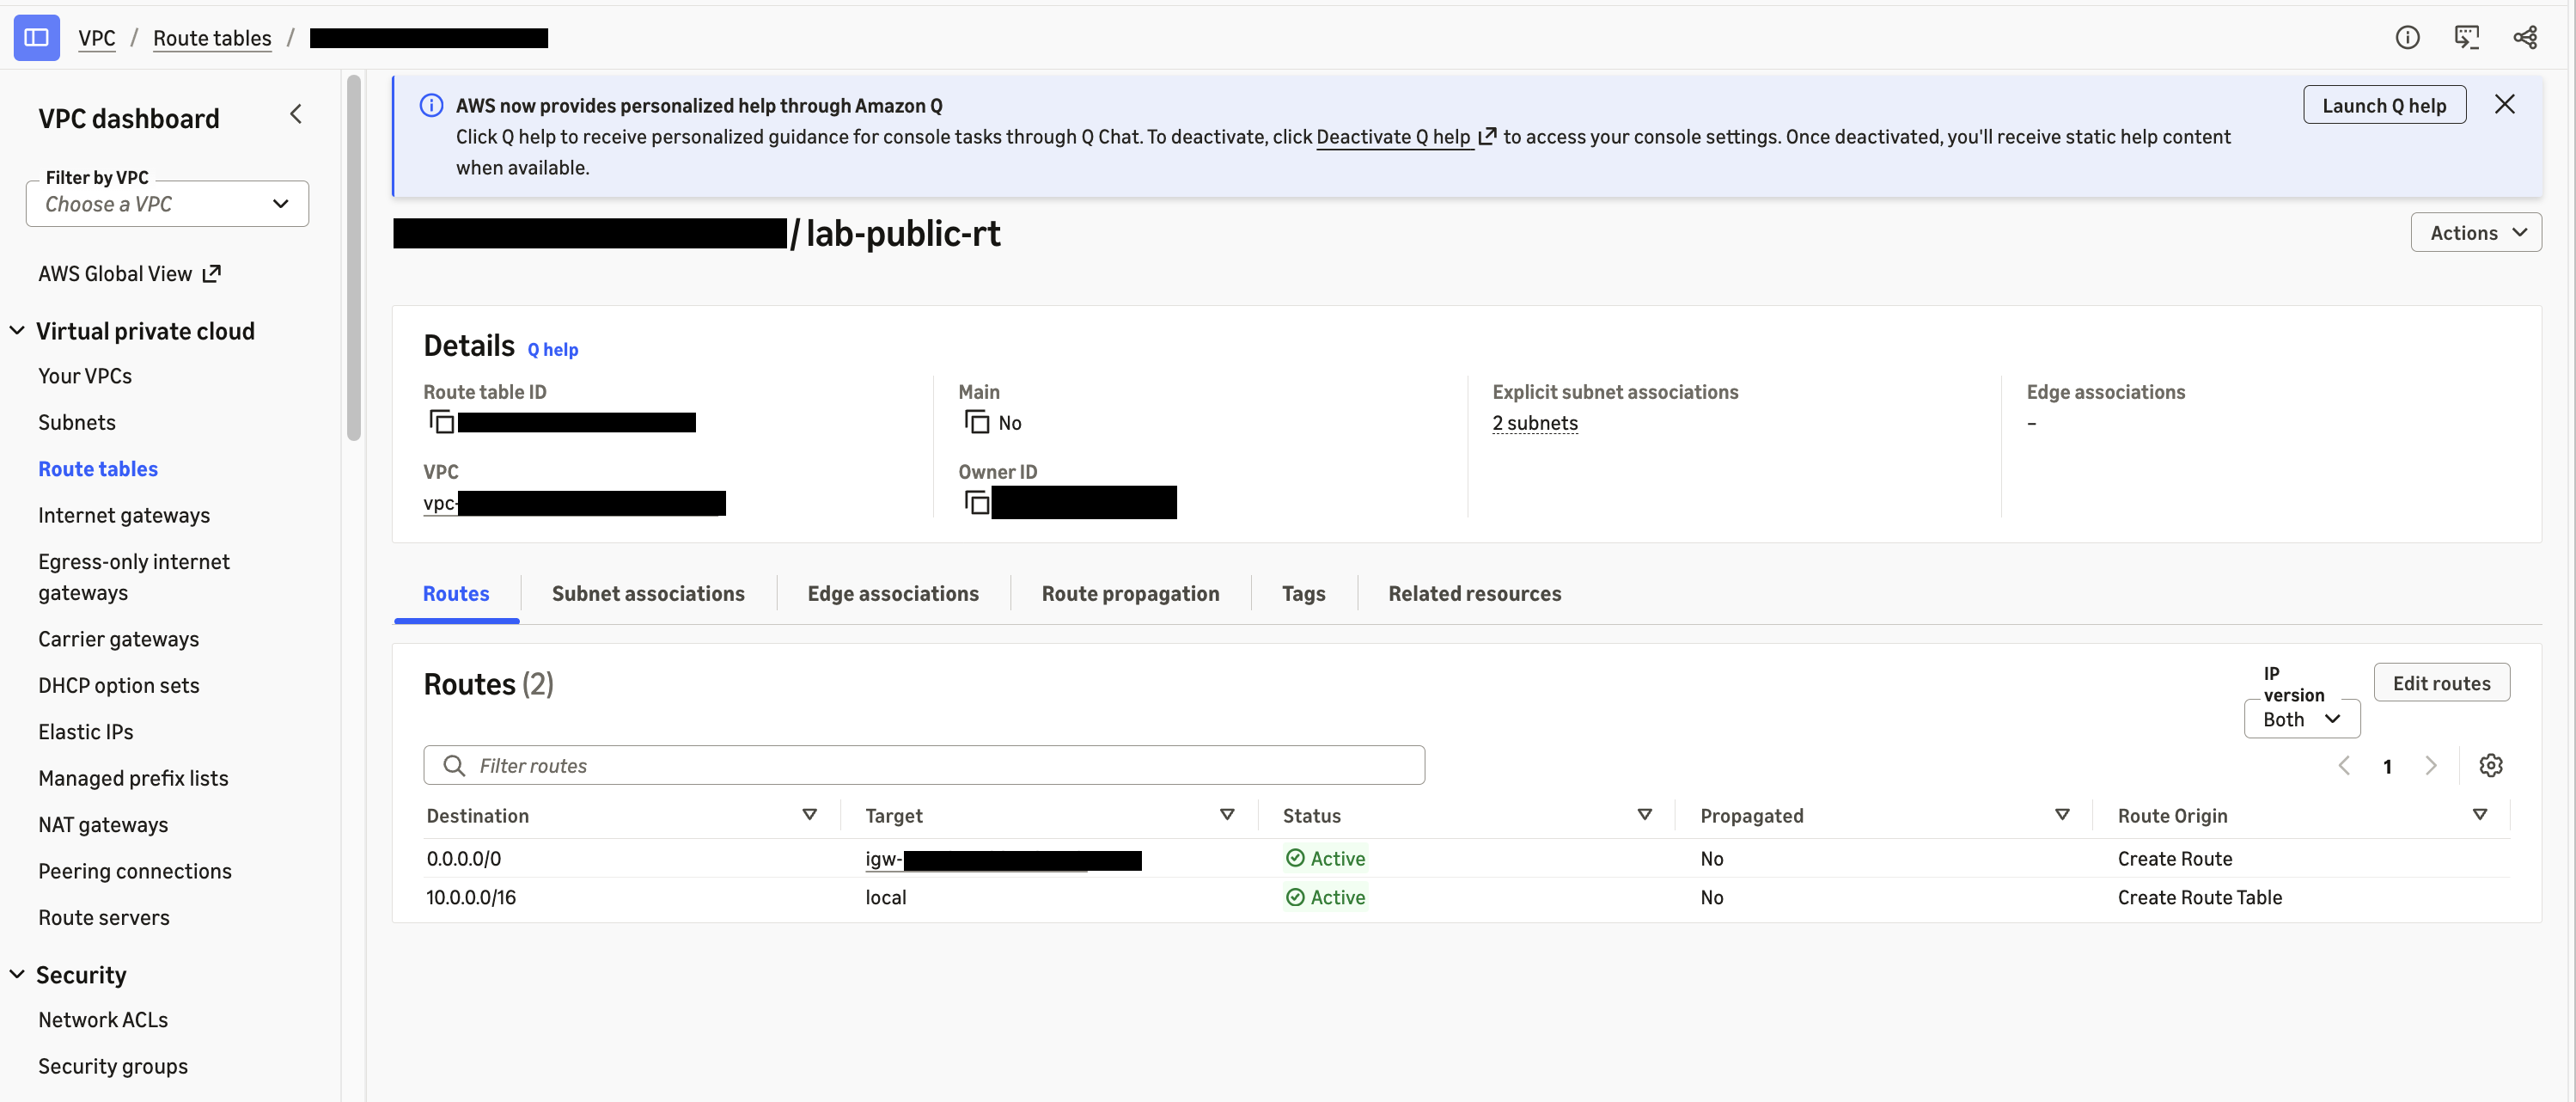 VPC / Route tables /
VPC dashboard
Filter by VPC
Choose a VPC
AWS Global View
Virtual private cloud
Your VPCs
Subnets
Route tables
Internet gateways
Egress-only internet
gateways
Carrier gateways
DHCP option sets
Elastic IPs
Managed prefix lists
NAT gateways
Peering connections
Route servers
Security
Network ACLs
Security groups
AWS now provides personalized help through Amazon Q
Click Q help to receive personalized guidance for console tasks through Q Chat. To deactivate, click Deactivate Q help to access your console settings. Once deactivated, you'll receive static help content
when available.
Launch Q help
/ lab-public-rt
Actions
Details Q help
Route table ID
VPC
vpc-
Main
No
Owner ID
Explicit subnet associations
2 subnets
Edge associations
–
Routes Subnet associations Edge associations Route propagation Tags Related resources
Routes (2)
IP
version
Both
Edit routes
Filter routes
1
Destination Target Status Propagated Route Origin
0.0.0.0/0 igw- Active No Create Route
10.0.0.0/16 local Active No Create Route Table